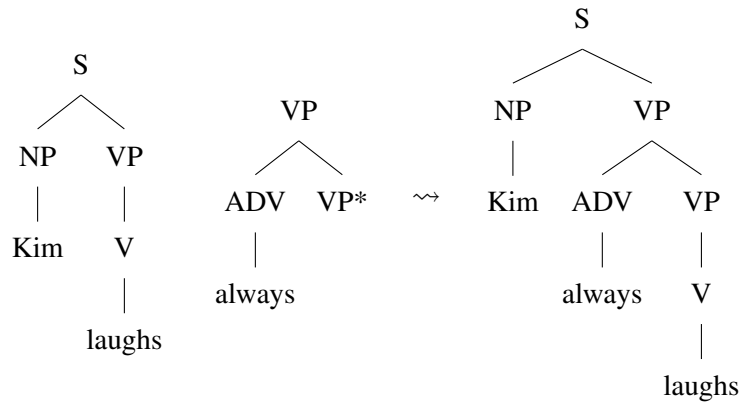 S
S
VP
NP VP
NP VP
ADV VP* ⇝ Kim ADV VP
Kim V
always always V
laughs
laughs